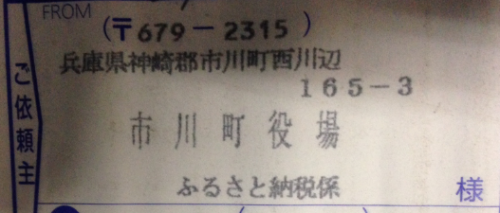 FROM
(〒679-2315)
兵庫県神崎郡市川町西川辺
165-3
ご依頼主
市川町役場
ふるさと納税係
様